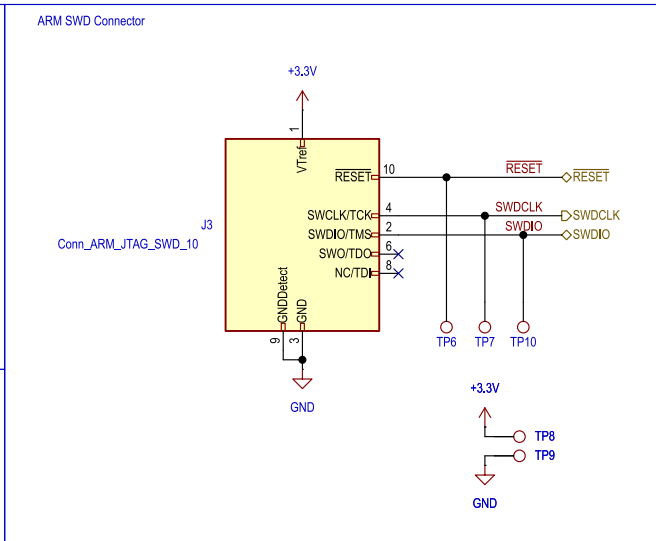 ARM SWD Connector
+3.3V
1
VTref
RESET
10
RESET
RESET
J3
SWCLK/TCK
4
SWDCLK
SWDCLK
SWDIO/TMS
2
SWDIO
SWDIO
Conn_ARM_JTAG_SWD_10
SWO/TDO
6
NC/TDI
8
GNDDetect
GND
9
3
TP6
TP7
TP10
GND
+3.3V
TP8
TP9
GND